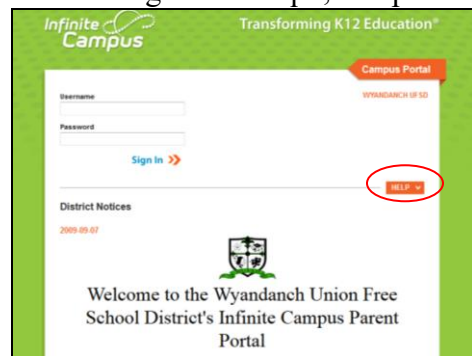 Infinite
Campus
Transforming K12 Education®
Campus Portal
WYANDANCH UFSD
Username
Password
Sign In
HELP
District Notices
2009-09-07
Welcome to the Wyandanch Union Free
School District's Infinite Campus Parent
Portal